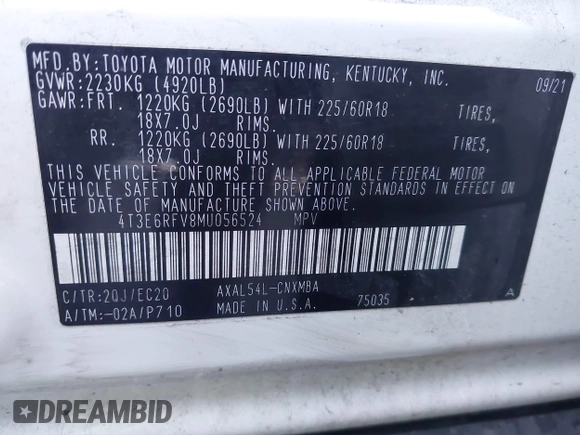 MFD.BY:TOYOTA MOTOR MANUFACTURING, KENTUCKY, INC. 09/21
GVWR:2230KG (4920LB)
GAWR:FRT. 1220KG (2690LB) WITH 225/60R18 TIRES,
18X7.0J RIMS.
RR. 1220KG (2690LB) WITH 225/60R18 TIRES,
18X7.0J RIMS.
THIS VEHICLE CONFORMS TO ALL APPLICABLE FEDERAL MOTOR
VEHICLE SAFETY AND THEFT PREVENTION STANDARDS IN EFFECT
ON THE DATE OF MANUFACTURE SHOWN ABOVE.
4T3E6RFV8MU056524 MPV
C/TR:2QJ/EC20 AXAL54L-CNXMBA A
A/TM:-02A/P710 MADE IN U.S.A. 75035
DREAMBID